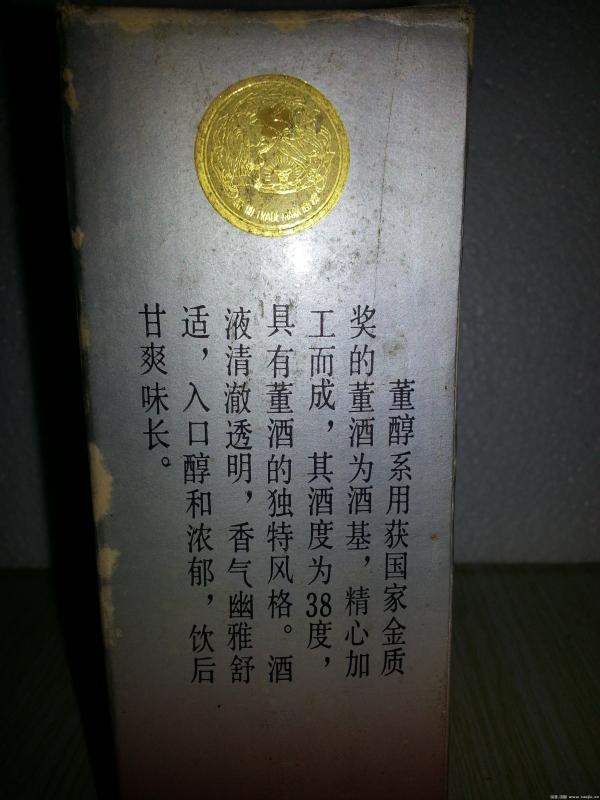 董醇系用获国家金质
奖的董酒为酒基，精心加
工而成，其酒度为38度，
具有董酒的独特风格。酒
液清澈透明，香气幽雅舒
适，入口醇和浓郁，饮后
甘爽味长。